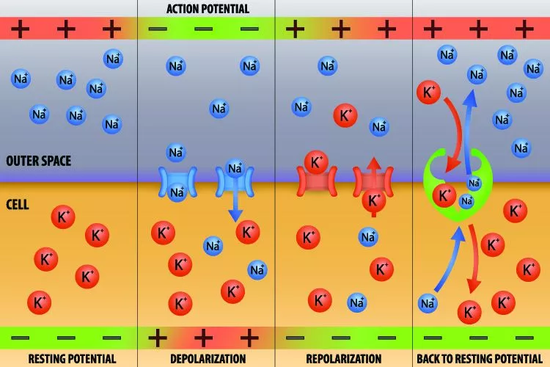 ACTION POTENTIAL
+ + + − − − + + + + + +
Na⁺
Na⁺ Na⁺
Na⁺
Na⁺ Na⁺ Na⁺
OUTER SPACE
CELL
K⁺
K⁺
K⁺
K⁺
K⁺
Na⁺ Na⁺
Na⁺
Na⁺
Na⁺
Na⁺
K⁺ K⁺
Na⁺
K⁺ Na⁺
K⁺
K⁺
Na⁺
Na⁺
K⁺
Na⁺
K⁺
K⁺
K⁺ Na⁺
K⁺
K⁺ Na⁺
Na⁺ Na⁺
Na⁺ Na⁺
K⁺ Na⁺
Na⁺
Na⁺
Na⁺
K⁺ Na⁺
K⁺
K⁺
K⁺
Na⁺ K⁺
K⁺
− − − + + + − − − − − −
RESTING POTENTIAL
DEPOLARIZATION
REPOLARIZATION
BACK TO RESTING POTENTIAL